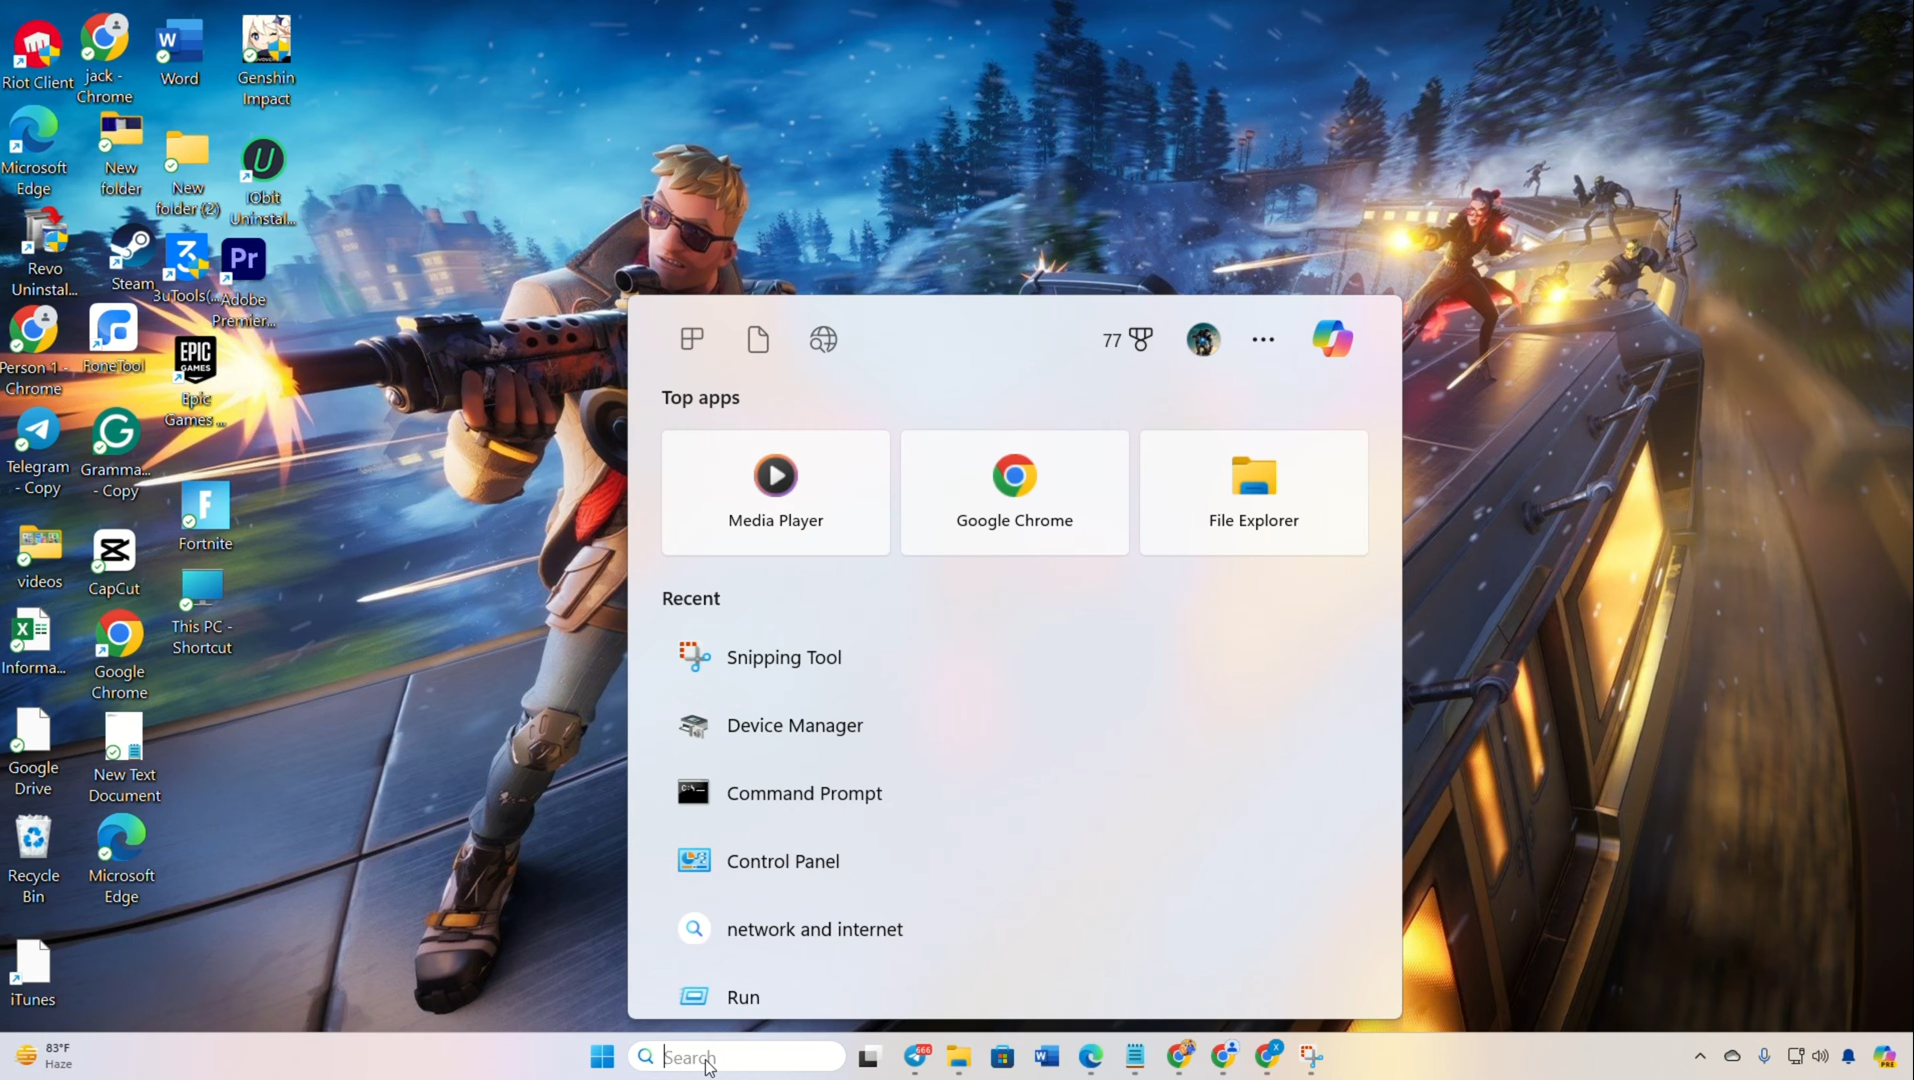 Riot Client
jack -
Chrome
Word
Genshin
Impact
Microsoft
Edge
New
folder
New
folder (2)
U
IObit
Uninstal...
Revo
Uninstal...
Steam
3uTools(...
Pr
Adobe
Premier...
Person 1 -
Chrome
FoneTool
EPIC
GAMES
Epic
Games ...
Telegram
- Copy
Gramma...
- Copy
Fortnite
videos
CapCut
This PC -
Shortcut
Informa...
Google
Chrome
Google
Drive
New Text
Document
Recycle
Bin
Microsoft
Edge
iTunes
77
Top apps
Media Player
Google Chrome
File Explorer
Recent
Snipping Tool
Device Manager
Command Prompt
Control Panel
network and internet
Run
83°F
Haze
Search
666
PRE